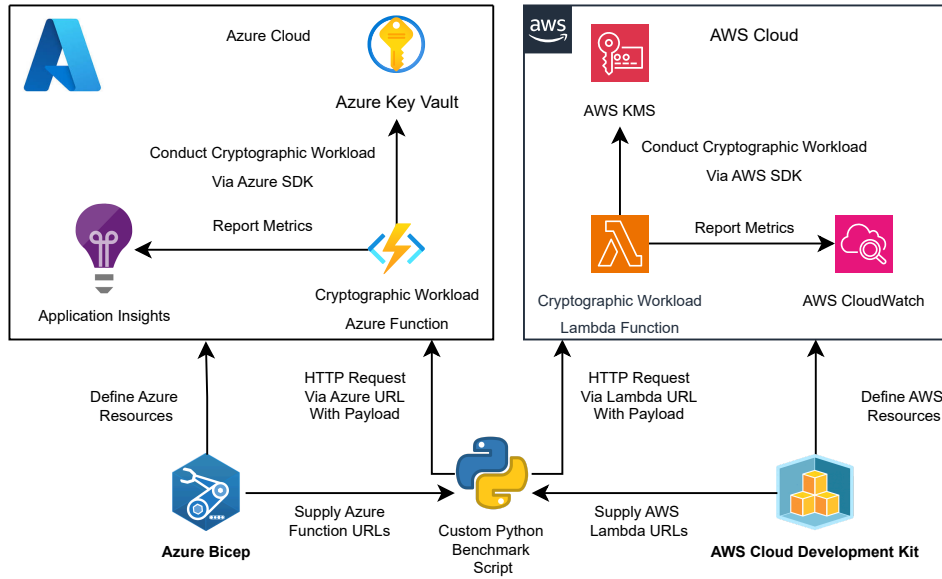 Azure Cloud
Azure Key Vault
Conduct Cryptographic Workload
Via Azure SDK
Report Metrics
Application Insights
Cryptographic Workload
Azure Function
aws
AWS Cloud
AWS KMS
Conduct Cryptographic Workload
Via AWS SDK
Report Metrics
Cryptographic Workload
Lambda Function
AWS CloudWatch
Define Azure
Resources
HTTP Request
Via Azure URL
With Payload
HTTP Request
Via Lambda URL
With Payload
Define AWS
Resources
Azure Bicep
Supply Azure
Function URLs
Custom Python
Benchmark
Script
Supply AWS
Lambda URLs
AWS Cloud Development Kit